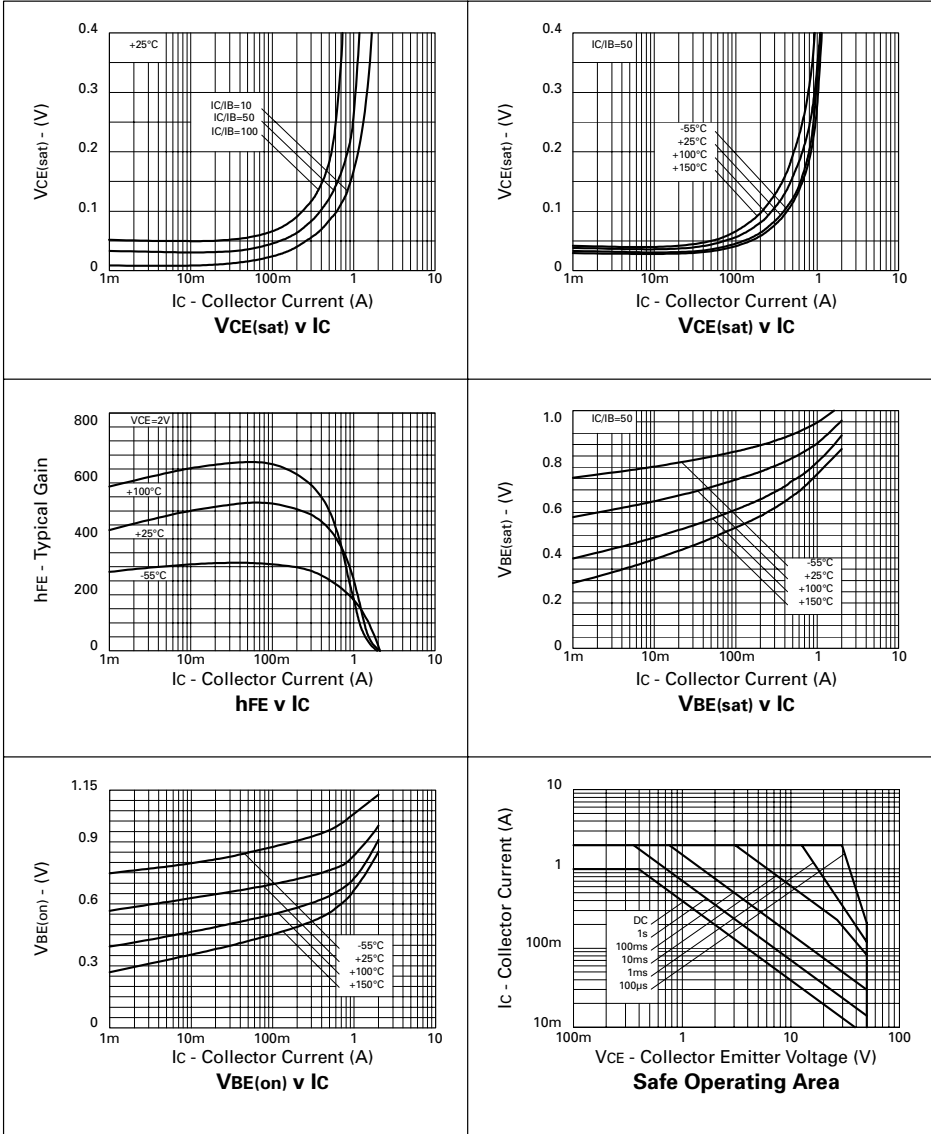 0.4
+25°C
0.3
IC/IB=10
IC/IB=50
IC/IB=100
0.2
0.1
0
VCE(sat) - (V)
1m 10m 100m 1 10
IC - Collector Current (A)
VCE(sat) v IC
0.4
IC/IB=50
0.3
-55°C
+25°C
+100°C
+150°C
0.2
0.1
0
VCE(sat) - (V)
1m 10m 100m 1 10
IC - Collector Current (A)
VCE(sat) v IC
800
VCE=2V
600
+100°C
400
+25°C
-55°C
200
0
hFE - Typical Gain
1m 10m 100m 1 10
IC - Collector Current (A)
hFE v IC
1.0
IC/IB=50
0.8
0.6
0.4
-55°C
+25°C
+100°C
+150°C
0.2
0
VBE(sat) - (V)
1m 10m 100m 1 10
IC - Collector Current (A)
VBE(sat) v IC
1.15
0.9
0.6
-55°C
+25°C
+100°C
+150°C
0.3
0
VBE(on) - (V)
1m 10m 100m 1 10
IC - Collector Current (A)
VBE(on) v IC
10
1
DC
1s
100ms
10ms
1ms
100µs
100m
10m
IC - Collector Current (A)
100m 1 10 100
VCE - Collector Emitter Voltage (V)
Safe Operating Area